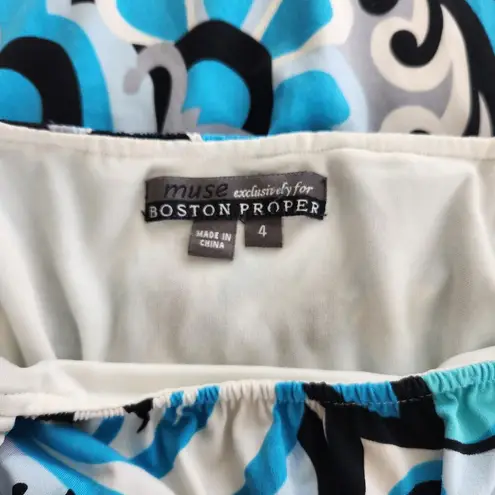 muse exclusively for
BOSTON PROPER
MADE IN
CHINA
4